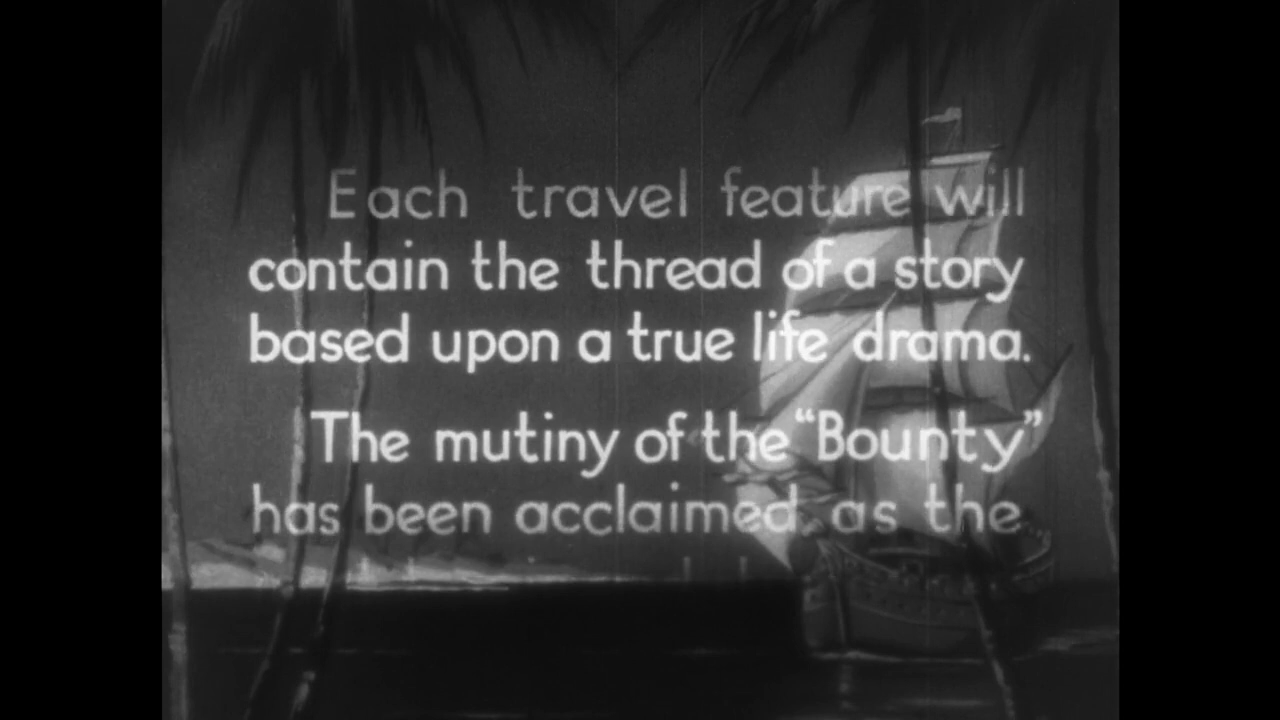 Each travel feature will
contain the thread of a story
based upon a true life drama.
The mutiny of the “Bounty”
has been acclaimed as the